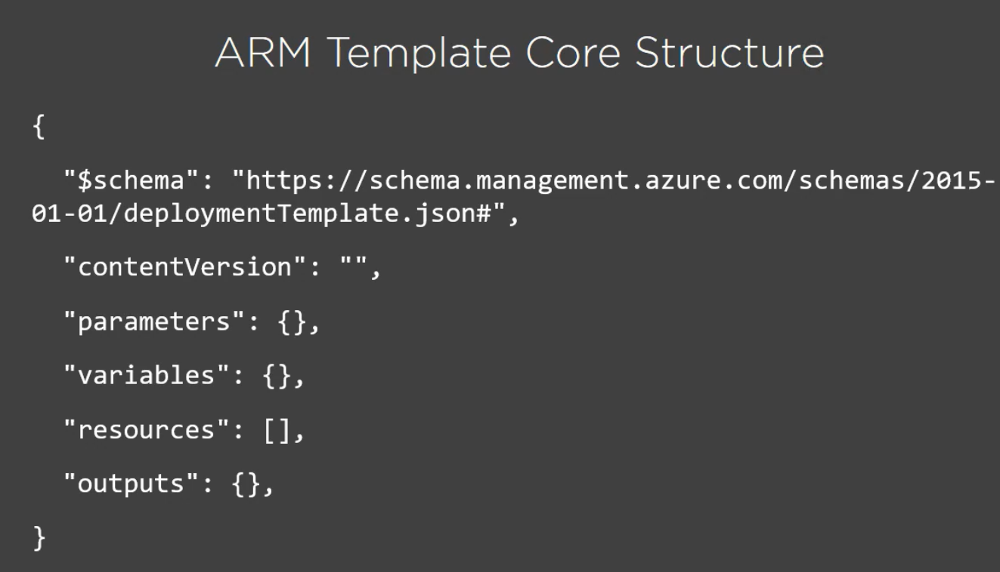 ARM Template Core Structure
{
"$schema": "https://schema.management.azure.com/schemas/2015-
01-01/deploymentTemplate.json#",
"contentVersion": "",
"parameters": {},
"variables": {},
"resources": [],
"outputs": {},
}